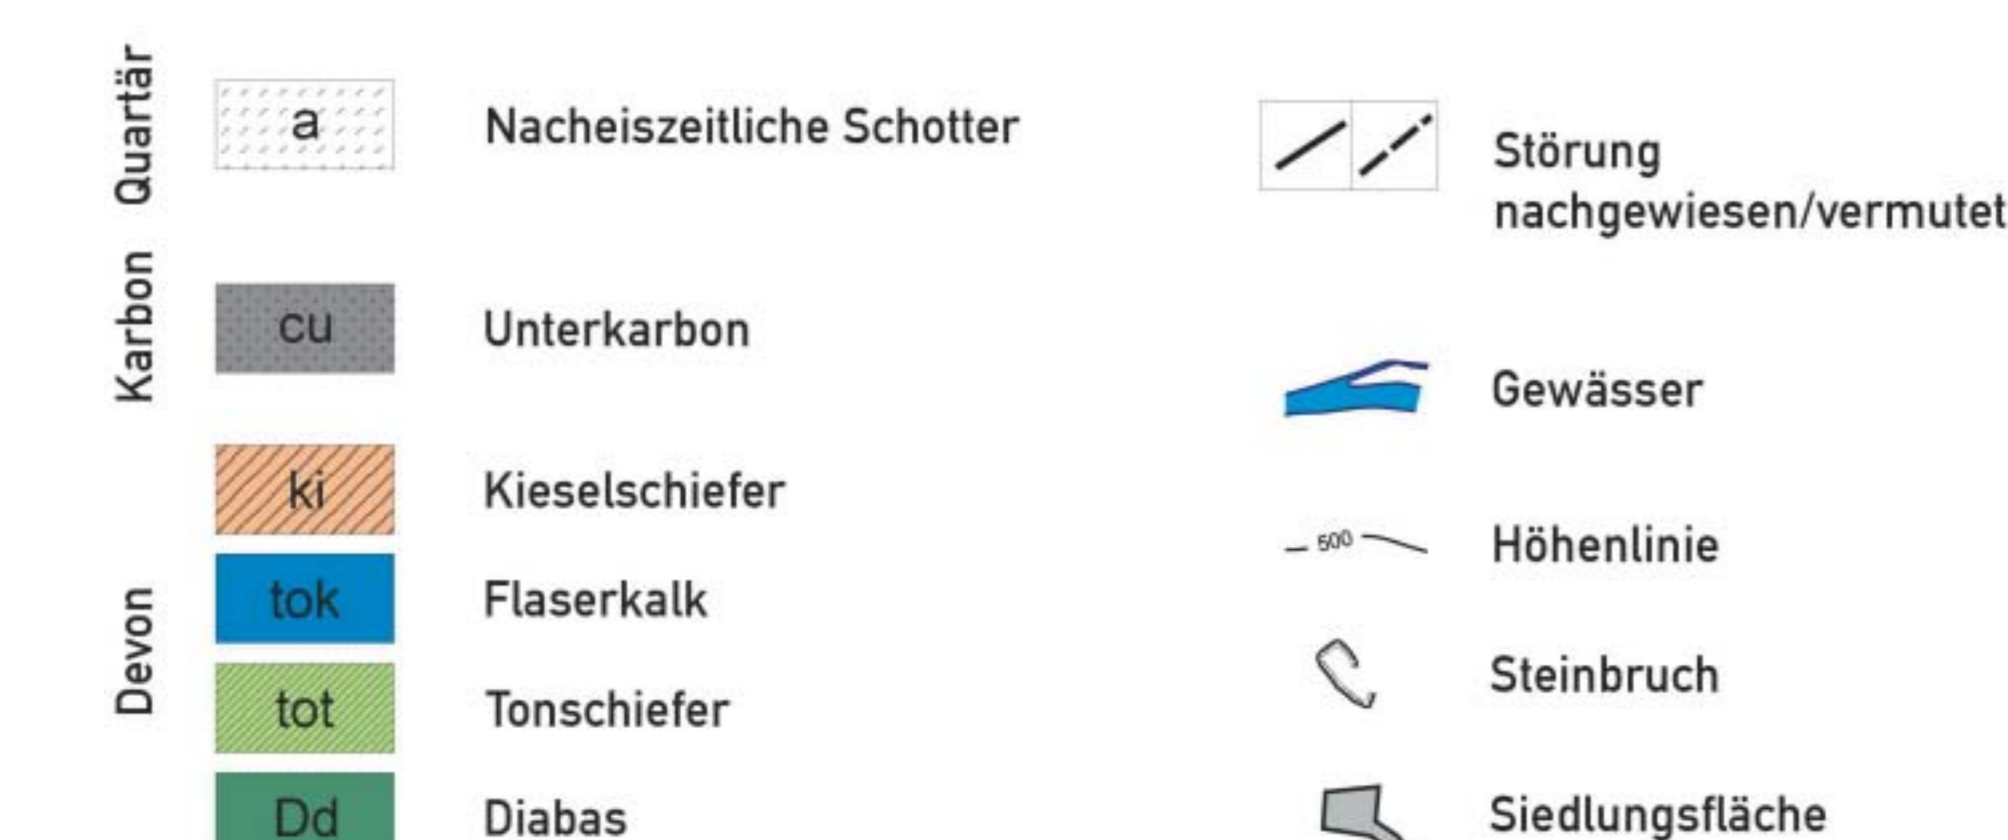 Quartär
a
Nacheiszeitliche Schotter
Karbon
cu
Unterkarbon
Devon
ki
Kieselschiefer
tok
Flaserkalk
tot
Tonschiefer
Dd
Diabas
Störung
nachgewiesen/vermutet
Gewässer
500
Höhenlinie
Steinbruch
Siedlungsfläche